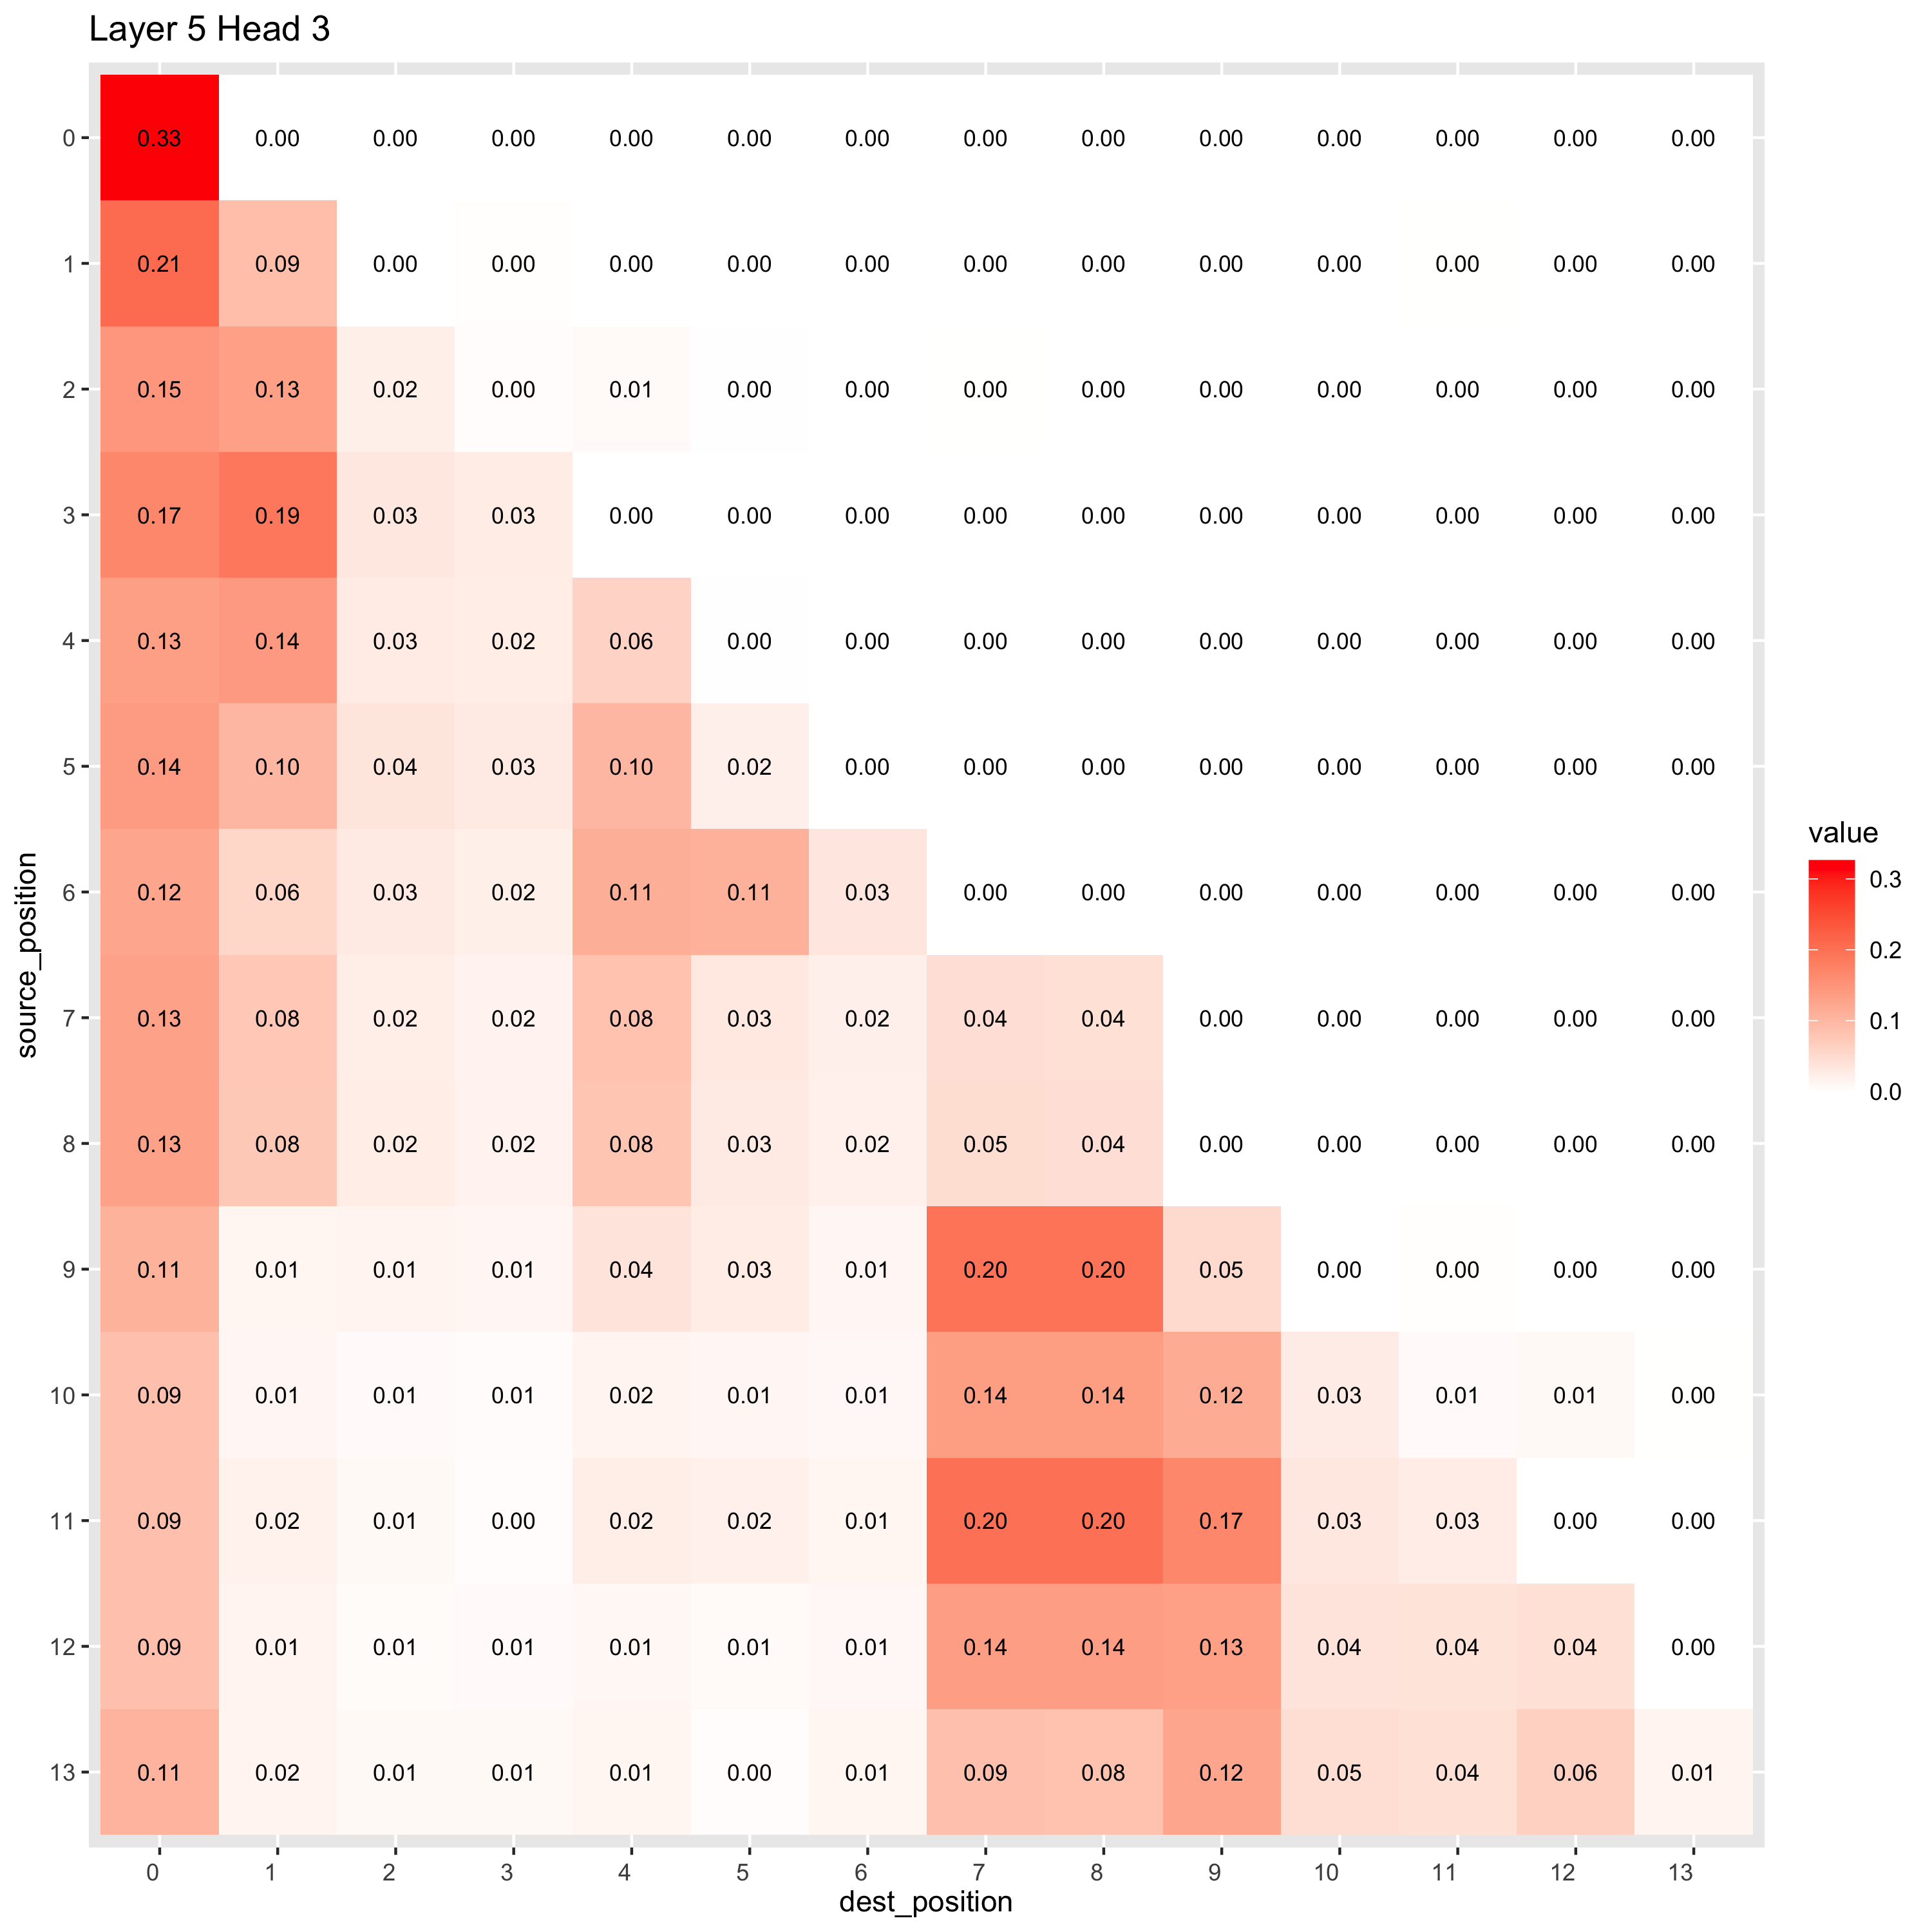 Layer 5 Head 3
0 0.33 0.00 0.00 0.00 0.00 0.00 0.00 0.00 0.00 0.00 0.00 0.00 0.00 0.00
1 0.21 0.09 0.00 0.00 0.00 0.00 0.00 0.00 0.00 0.00 0.00 0.00 0.00 0.00
2 0.15 0.13 0.02 0.00 0.01 0.00 0.00 0.00 0.00 0.00 0.00 0.00 0.00 0.00
3 0.17 0.19 0.03 0.03 0.00 0.00 0.00 0.00 0.00 0.00 0.00 0.00 0.00 0.00
4 0.13 0.14 0.03 0.02 0.06 0.00 0.00 0.00 0.00 0.00 0.00 0.00 0.00 0.00
5 0.14 0.10 0.04 0.03 0.10 0.02 0.00 0.00 0.00 0.00 0.00 0.00 0.00 0.00
6 0.12 0.06 0.03 0.02 0.11 0.11 0.03 0.00 0.00 0.00 0.00 0.00 0.00 0.00
7 0.13 0.08 0.02 0.02 0.08 0.03 0.02 0.04 0.04 0.00 0.00 0.00 0.00 0.00
8 0.13 0.08 0.02 0.02 0.08 0.03 0.02 0.05 0.04 0.00 0.00 0.00 0.00 0.00
9 0.11 0.01 0.01 0.01 0.04 0.03 0.01 0.20 0.20 0.05 0.00 0.00 0.00 0.00
10 0.09 0.01 0.01 0.01 0.02 0.01 0.01 0.14 0.14 0.12 0.03 0.01 0.01 0.00
11 0.09 0.02 0.01 0.00 0.02 0.02 0.01 0.20 0.20 0.17 0.03 0.03 0.00 0.00
12 0.09 0.01 0.01 0.01 0.01 0.01 0.01 0.14 0.14 0.13 0.04 0.04 0.04 0.00
13 0.11 0.02 0.01 0.01 0.01 0.00 0.01 0.09 0.08 0.12 0.05 0.04 0.06 0.01
0 1 2 3 4 5 6 7 8 9 10 11 12 13
dest_position
source_position
value
0.3
0.2
0.1
0.0